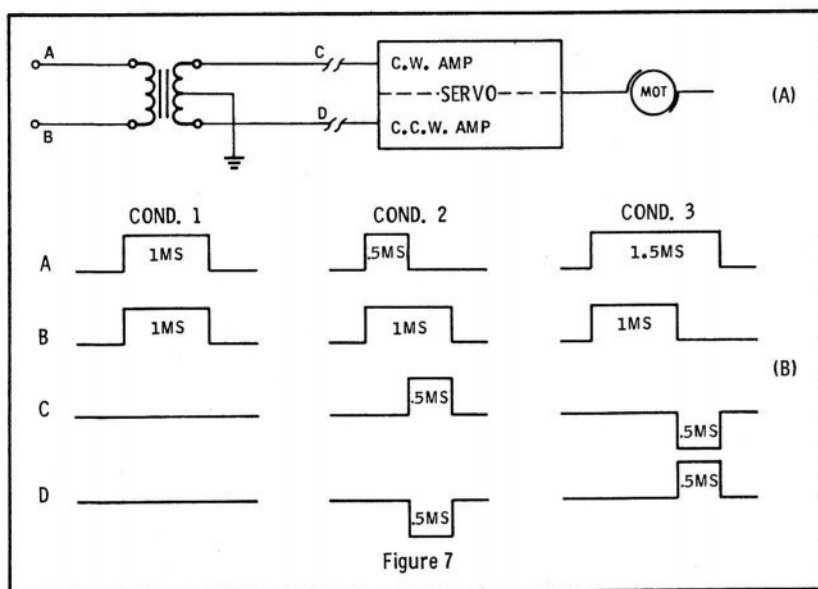 A
C
C.W. AMP
SERVO
MOT
(A)
B
D
C.C.W. AMP
COND. 1
COND. 2
COND. 3
A
1MS
.5MS
1.5MS
B
1MS
1MS
1MS
(B)
C
.5MS
.5MS
D
.5MS
.5MS
Figure 7